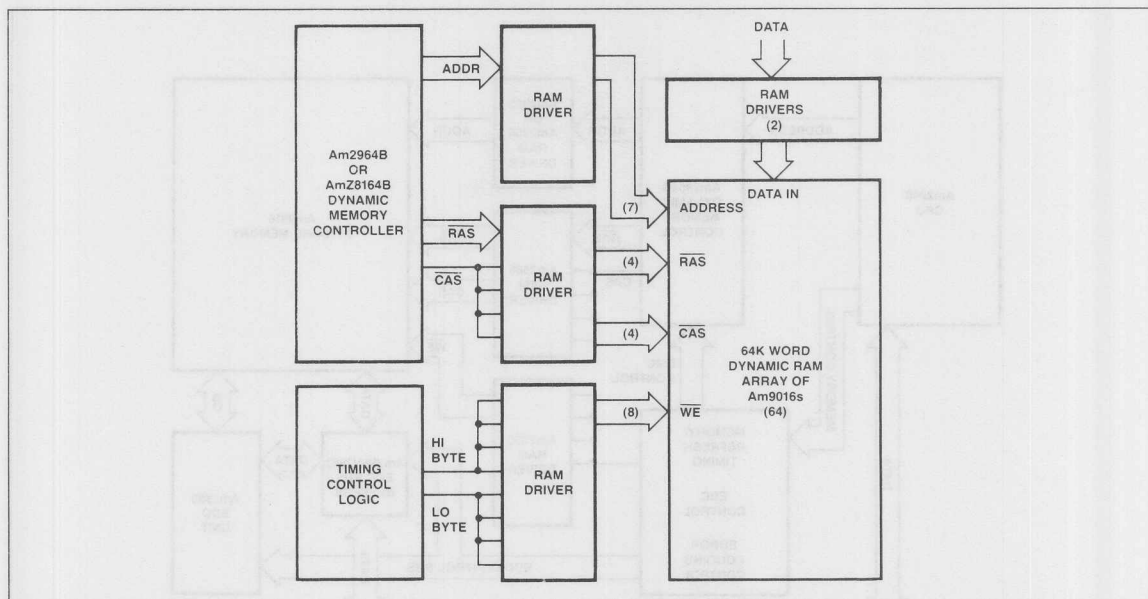 Am2964B
OR
AmZ8164B
DYNAMIC
MEMORY
CONTROLLER
ADDR
RAS
CAS
RAM
DRIVER
RAM
DRIVER
(7)
(4)
(4)
DATA
RAM
DRIVERS
(2)
DATA IN
ADDRESS
RAS
CAS
64K WORD
DYNAMIC RAM
ARRAY OF
Am9016s
(64)
WE
TIMING
CONTROL
LOGIC
HI
BYTE
LO
BYTE
RAM
DRIVER
(8)